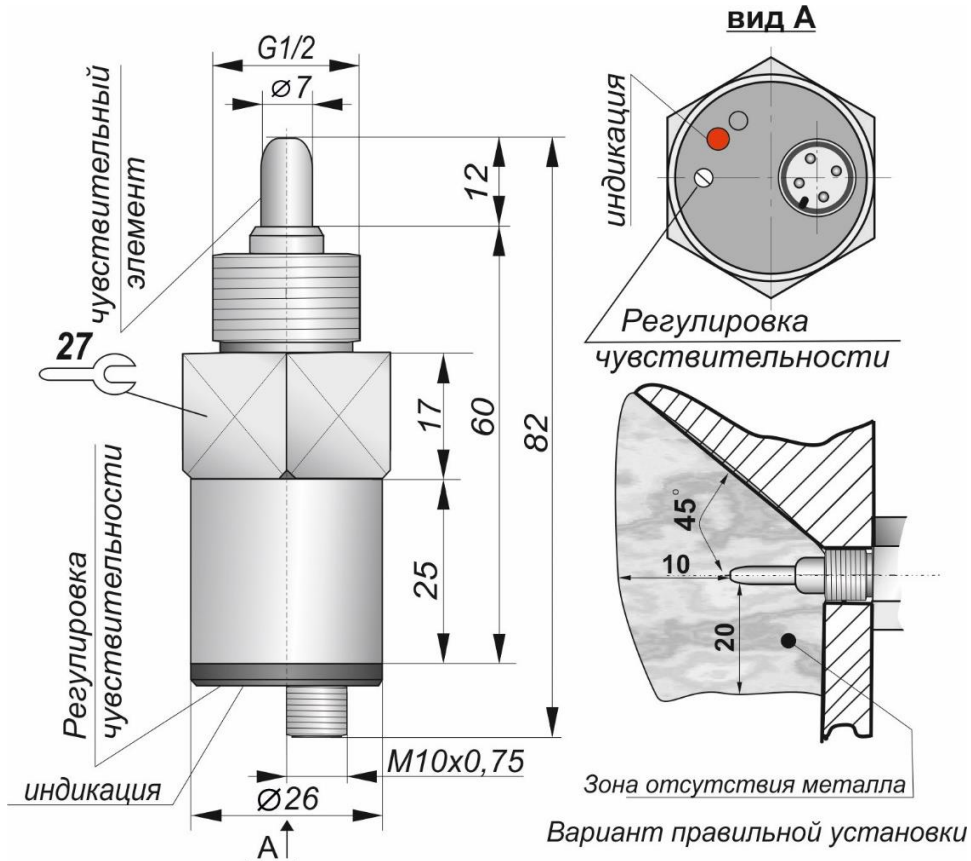 вид А
G1/2
⌀7
чувствительный
элемент
12
индикация
Регулировка
чувствительности
27
17
60
82
25
Регулировка
чувствительности
индикация
М10х0,75
⌀26
А
45°
10
20
Зона отсутствия металла
Вариант правильной установки